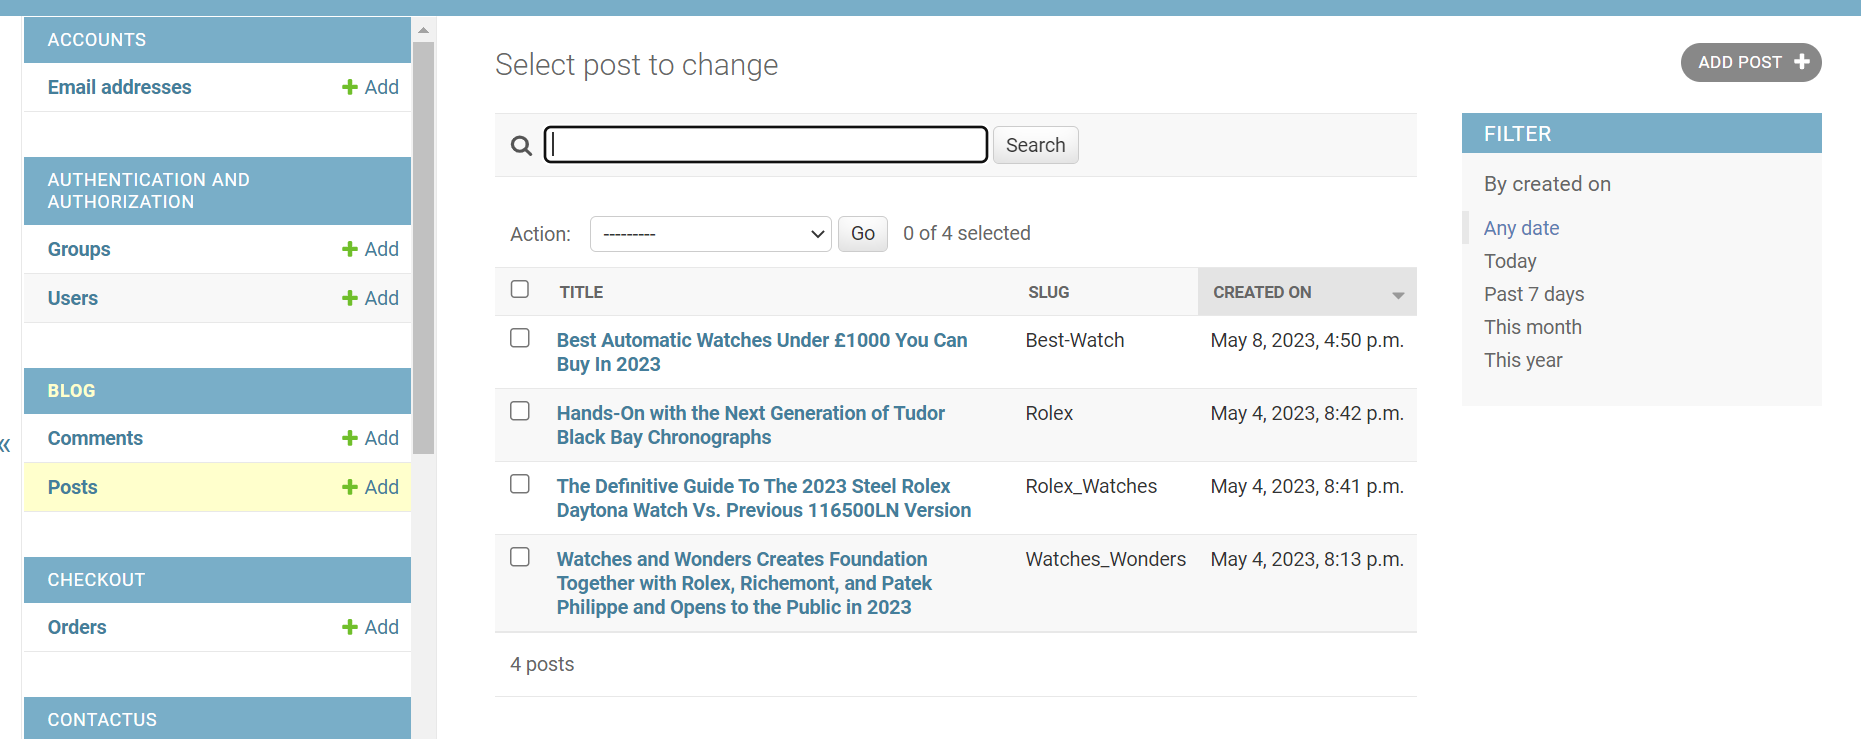 ACCOUNTS
Email addresses Add
AUTHENTICATION AND
AUTHORIZATION
Groups Add
Users Add
BLOG
Comments Add
Posts Add
CHECKOUT
Orders Add
CONTACTUS
«
Select post to change
ADD POST
Search
Action: --------- Go 0 of 4 selected
TITLE SLUG CREATED ON
Best Automatic Watches Under £1000 You Can Best-Watch May 8, 2023, 4:50 p.m.
Buy In 2023
Hands-On with the Next Generation of Tudor Rolex May 4, 2023, 8:42 p.m.
Black Bay Chronographs
The Definitive Guide To The 2023 Steel Rolex Rolex_Watches May 4, 2023, 8:41 p.m.
Daytona Watch Vs. Previous 116500LN Version
Watches and Wonders Creates Foundation Watches_Wonders May 4, 2023, 8:13 p.m.
Together with Rolex, Richemont, and Patek
Philippe and Opens to the Public in 2023
4 posts
FILTER
By created on
Any date
Today
Past 7 days
This month
This year